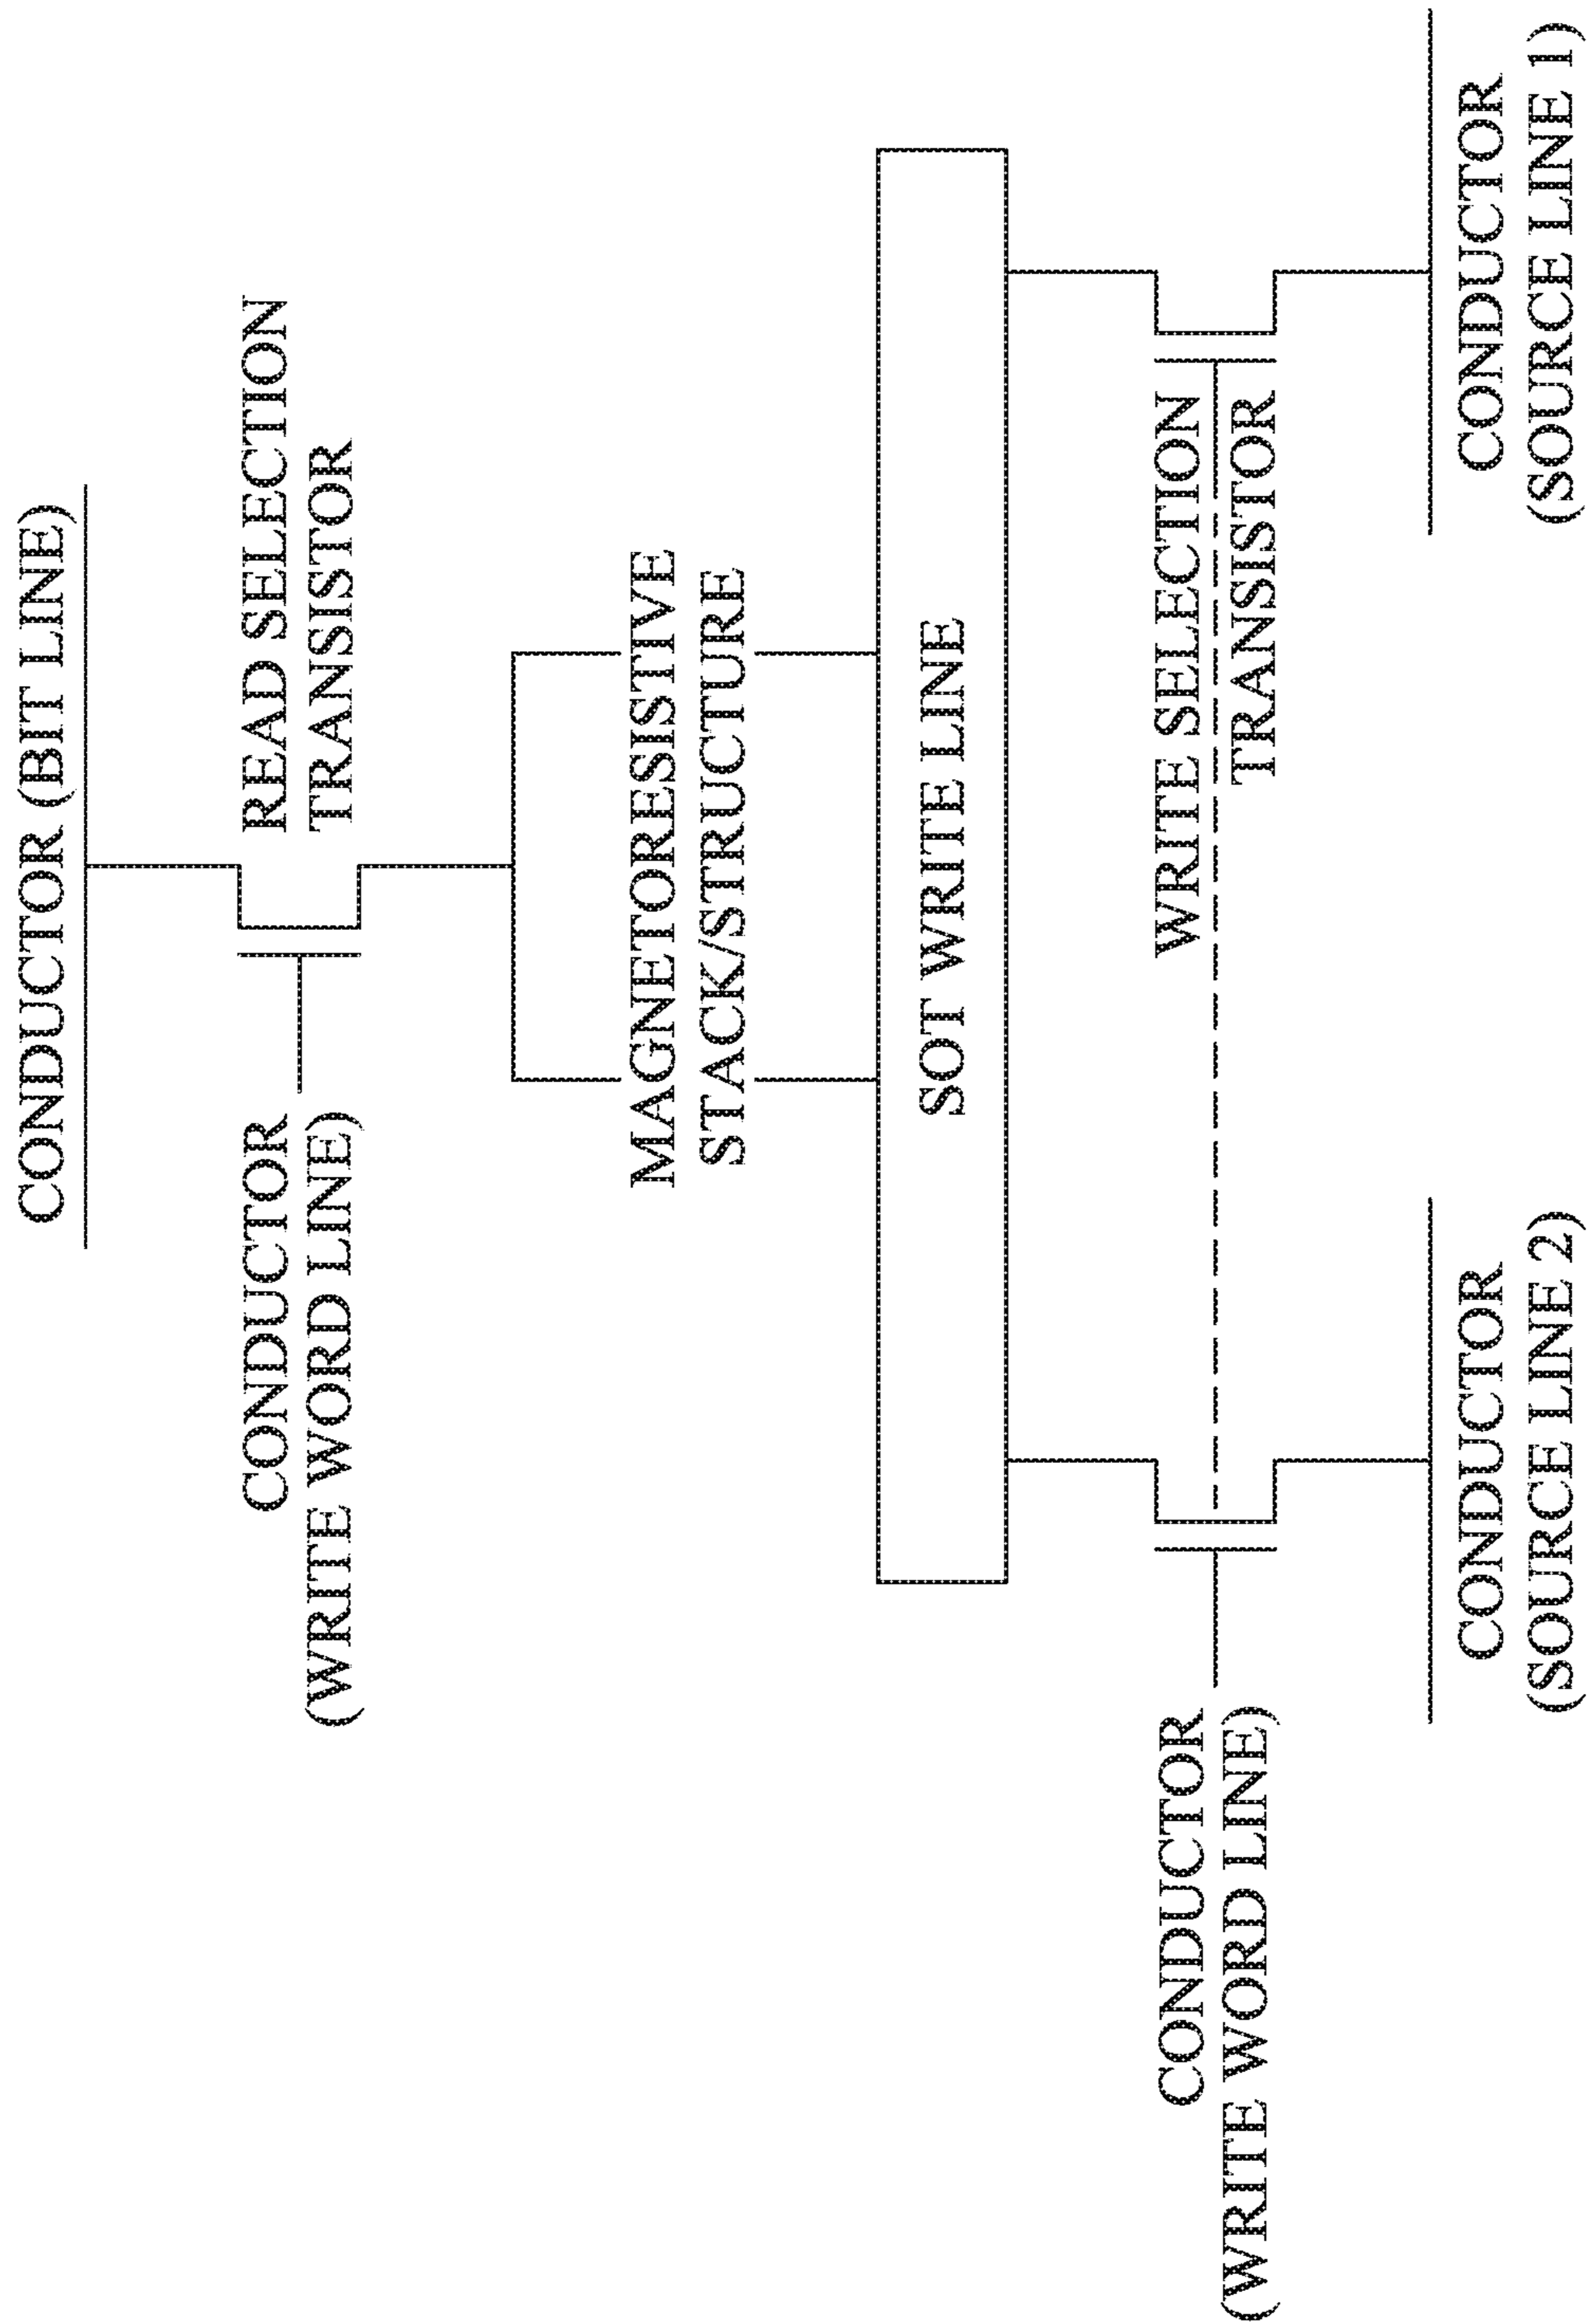 CONDUCTOR (BIT LINE)
CONDUCTOR
(WRITE WORD LINE)
READ SELECTION
TRANSISTOR
MAGNETORESISTIVE
STACK/STRUCTURE
SOT WRITE LINE
CONDUCTOR
(WRITE WORD LINE)
WRITE SELECTION
TRANSISTOR
CONDUCTOR
(SOURCE LINE 2)
CONDUCTOR
(SOURCE LINE 1)